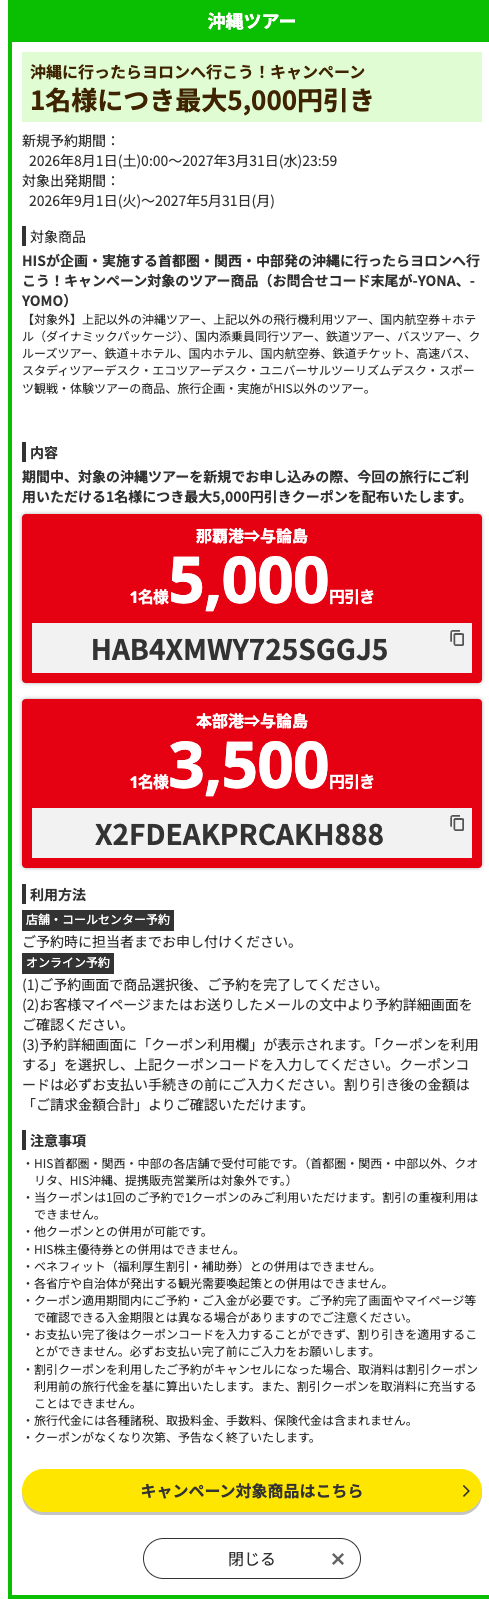 沖縄ツアー
沖縄に行ったらヨロンへ行こう！キャンペーン
1名様につき最大5,000円引き
新規予約期間：
2026年8月1日(土)0:00～2027年3月31日(水)23:59
対象出発期間：
2026年9月1日(火)～2027年5月31日(月)
対象商品
HISが企画・実施する首都圏・関西・中部発の沖縄に行ったらヨロンへ行
こう！キャンペーン対象のツアー商品（お問合せコード末尾が-YONA、-
YOMO）
【対象外】上記以外の沖縄ツアー、上記以外の飛行機利用ツアー、国内航空券＋ホテ
ル（ダイナミックパッケージ）、国内添乗員同行ツアー、鉄道ツアー、バスツアー、ク
ルーズツアー、鉄道＋ホテル、国内ホテル、国内航空券、鉄道チケット、高速バス、
スタディツアーデスク・エコツアーデスク・ユニバーサルツーリズムデスク・スポー
ツ観戦・体験ツアーの商品、旅行企画・実施がHIS以外のツアー。
内容
期間中、対象の沖縄ツアーを新規でお申し込みの際、今回の旅行にご利
用いただける1名様につき最大5,000円引きクーポンを配布いたします。
那覇港⇒与論島
1名様5,000円引き
HAB4XMWY725SGGJ5
本部港⇒与論島
1名様3,500円引き
X2FDEAKPRCAKH888
利用方法
店舗・コールセンター予約
ご予約時に担当者までお申し付けください。
オンライン予約
(1)ご予約画面で商品選択後、ご予約を完了してください。
(2)お客様マイページまたはお送りしたメールの文中より予約詳細画面を
ご確認ください。
(3)予約詳細画面に「クーポン利用欄」が表示されます。「クーポンを利用
する」を選択し、上記クーポンコードを入力してください。クーポンコ
ードは必ずお支払い手続きの前にご入力ください。割り引き後の金額は
「ご請求金額合計」よりご確認いただけます。
注意事項
・HIS首都圏・関西・中部の各店舗で受付可能です。（首都圏・関西・中部以外、クオ
リタ、HIS沖縄、提携販売営業所は対象外です。）
・当クーポンは1回のご予約で1クーポンのみご利用いただけます。割引の重複利用は
できません。
・他クーポンとの併用が可能です。
・HIS株主優待券との併用はできません。
・ベネフィット（福利厚生割引・補助券）との併用はできません。
・各省庁や自治体が発出する観光需要喚起策との併用はできません。
・クーポン適用期間内にご予約・ご入金が必要です。ご予約完了画面やマイページ等
で確認できる入金期限とは異なる場合がありますのでご注意ください。
・お支払い完了後はクーポンコードを入力することができず、割り引きを適用するこ
とができません。必ずお支払い完了前にご入力をお願いします。
・割引クーポンを利用したご予約がキャンセルになった場合、取消料は割引クーポン
利用前の旅行代金を基に算出いたします。また、割引クーポンを取消料に充当する
ことはできません。
・旅行代金には各種諸税、取扱料金、手数料、保険代金は含まれません。
・クーポンがなくなり次第、予告なく終了いたします。
キャンペーン対象商品はこちら
閉じる